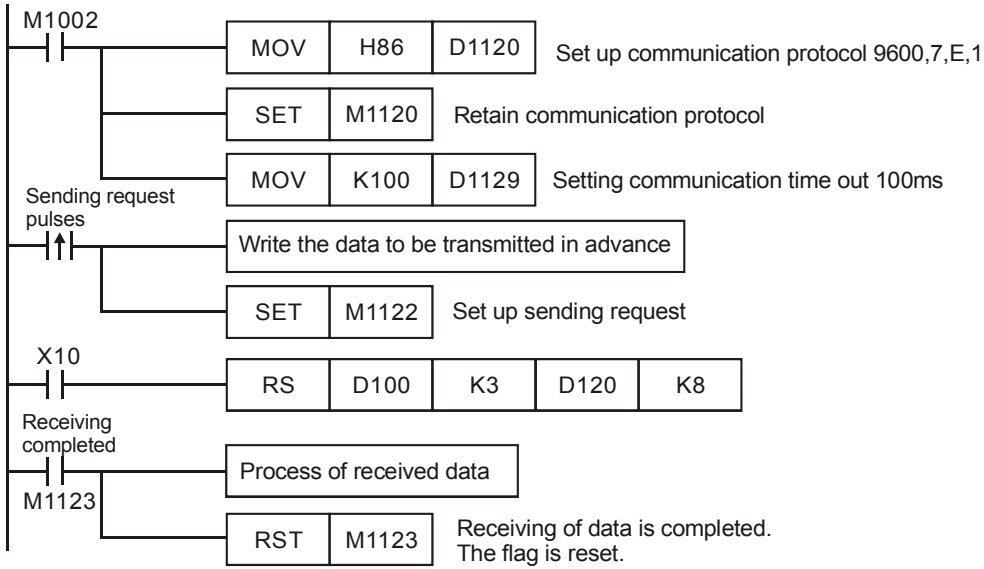 M1002
MOV H86 D1120 Set up communication protocol 9600,7,E,1
SET M1120 Retain communication protocol
MOV K100 D1129 Setting communication time out 100ms
Sending request
pulses
Write the data to be transmitted in advance
SET M1122 Set up sending request
X10
RS D100 K3 D120 K8
Receiving
completed
Process of received data
M1123
RST M1123 Receiving of data is completed.
The flag is reset.